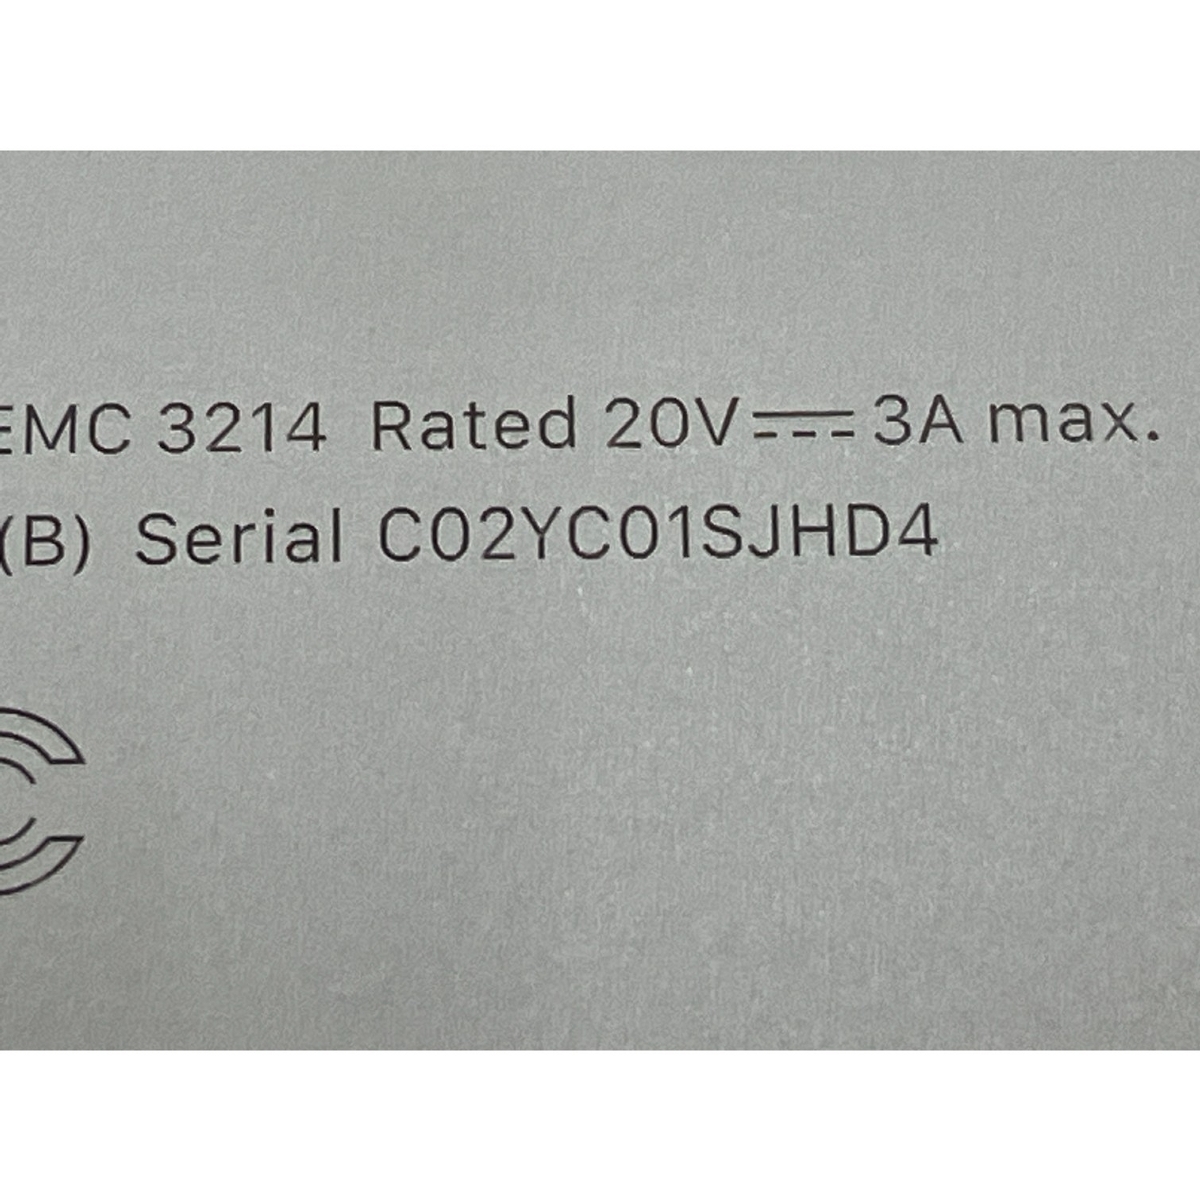 EMC 3214 Rated 20V⎓3A max.
(B) Serial C02YC01SJHD4